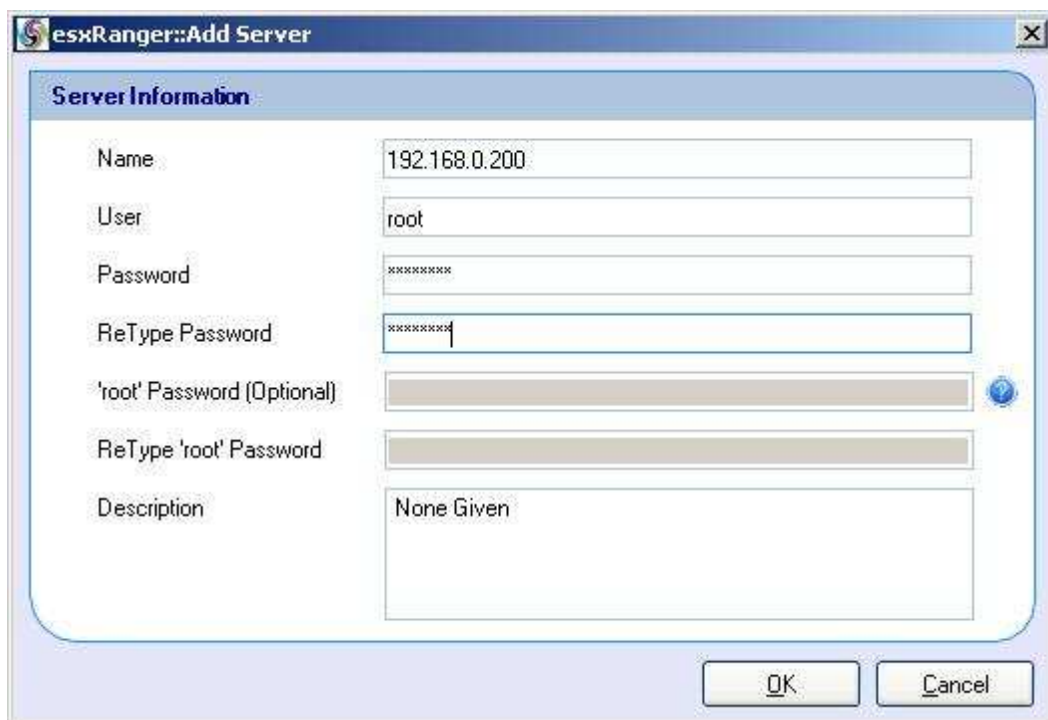 esxRanger::Add Server
Server Information
Name 192.168.0.200
User root
Password ********
ReType Password ********
'root' Password (Optional)
ReType 'root' Password
Description None Given
OK Cancel